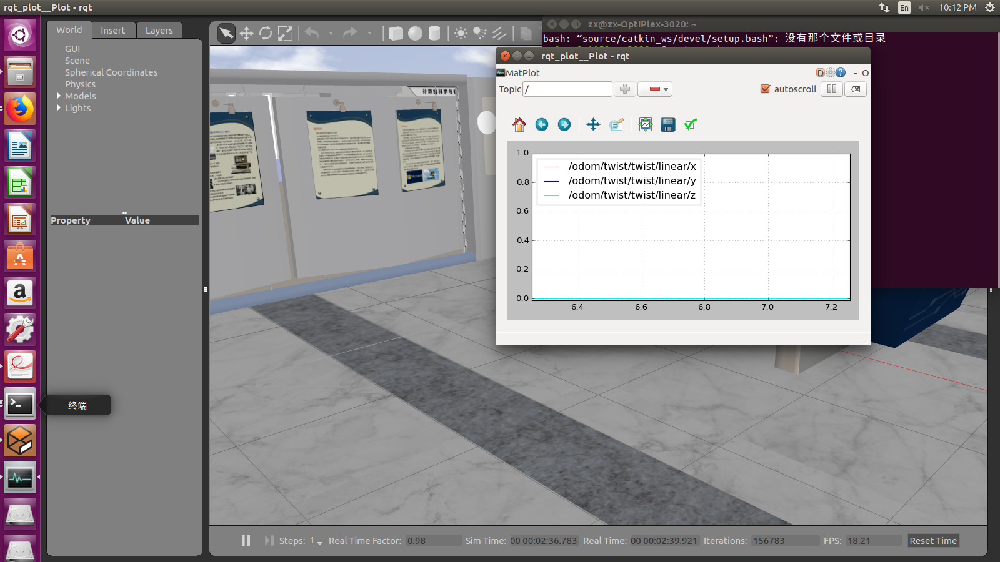 rqt_plot__Plot - rqt
En
10:12 PM
World
Insert
Layers
GUI
Scene
Spherical Coordinates
Physics
Models
Lights
Property
Value
终端
zx@zx-OptiPlex-3020: ~
bash: “source/catkin_ws/devel/setup.bash”: 没有那个文件或目录
rqt_plot__Plot - rqt
MatPlot
D
- O
Topic
/
autoscroll
1.0
0.8
0.6
0.4
0.2
0.0
/odom/twist/twist/linear/x
/odom/twist/twist/linear/y
/odom/twist/twist/linear/z
6.4
6.6
6.8
7.0
7.2
Steps: 1
Real Time Factor: 0.98
Sim Time: 00 00:02:36.783
Real Time: 00 00:02:39.921
Iterations: 156783
FPS: 18.21
Reset Time